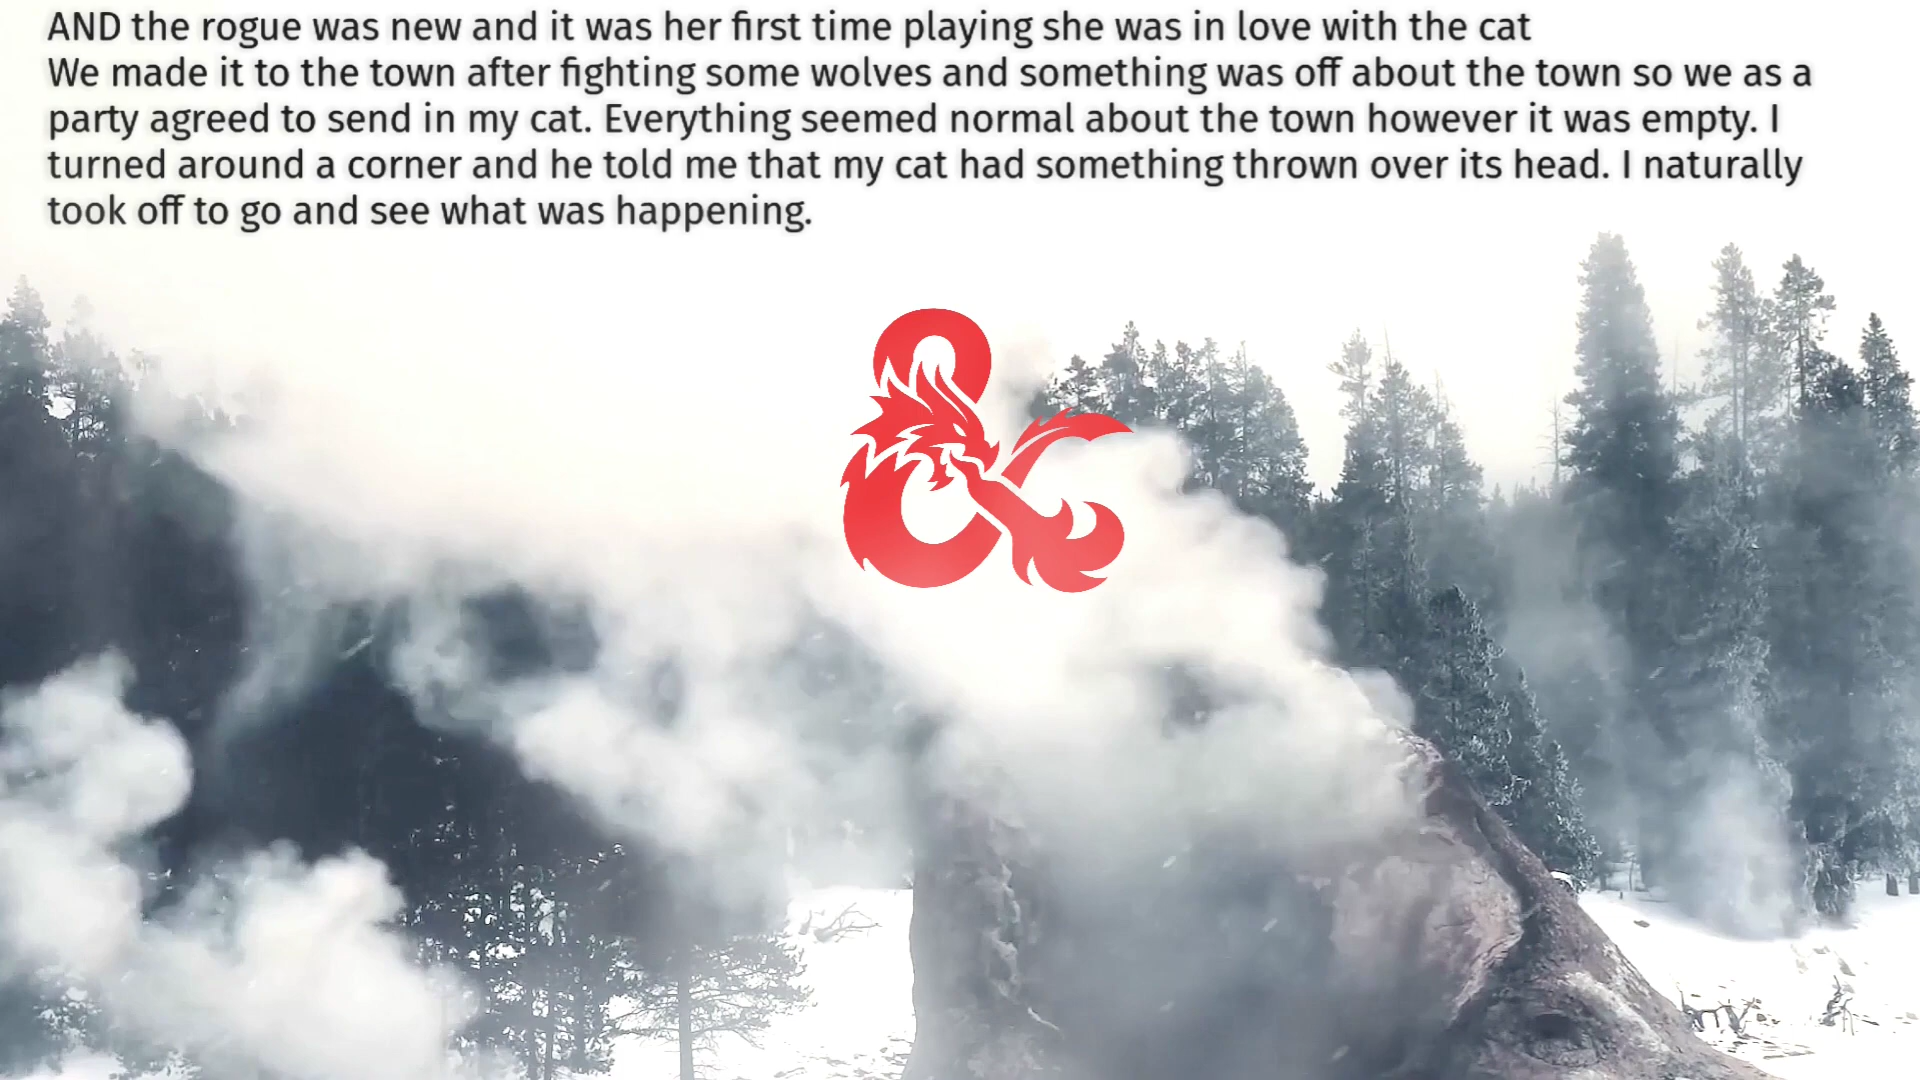 AND the rogue was new and it was her first time playing she was in love with the cat
We made it to the town after fighting some wolves and something was off about the town so we as a
party agreed to send in my cat. Everything seemed normal about the town however it was empty. I
turned around a corner and he told me that my cat had something thrown over its head. I naturally
took off to go and see what was happening.